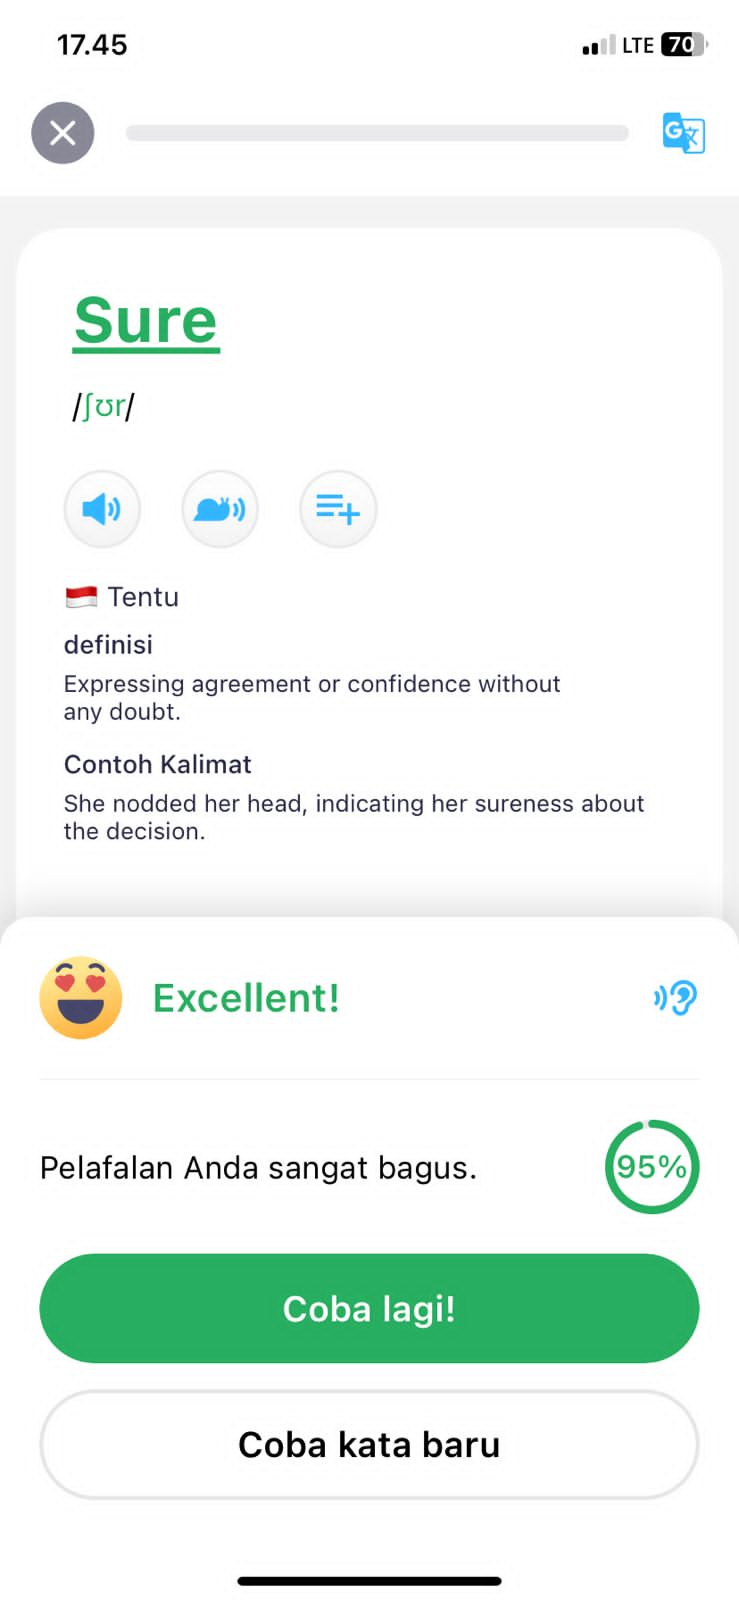 17.45
LTE 70
Sure
/ʃʊr/
Tentu
definisi
Expressing agreement or confidence without
any doubt.
Contoh Kalimat
She nodded her head, indicating her sureness about
the decision.
Excellent!
Pelafalan Anda sangat bagus.
95%
Coba lagi!
Coba kata baru